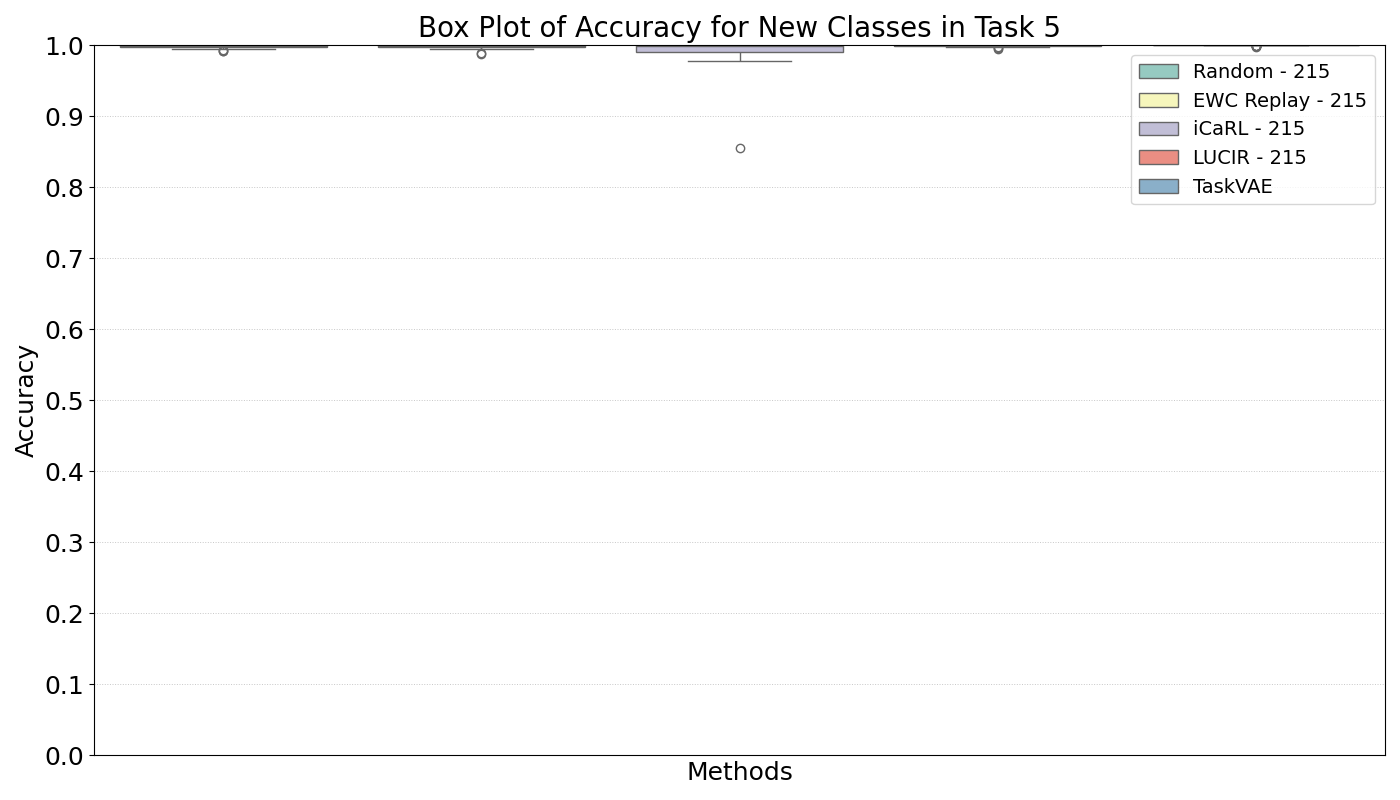 Box Plot of Accuracy for New Classes in Task 5
1.0
0.9
0.8
0.7
0.6
0.5
0.4
0.3
0.2
0.1
0.0
Accuracy
Methods
Random - 215
EWC Replay - 215
iCaRL - 215
LUCIR - 215
TaskVAE